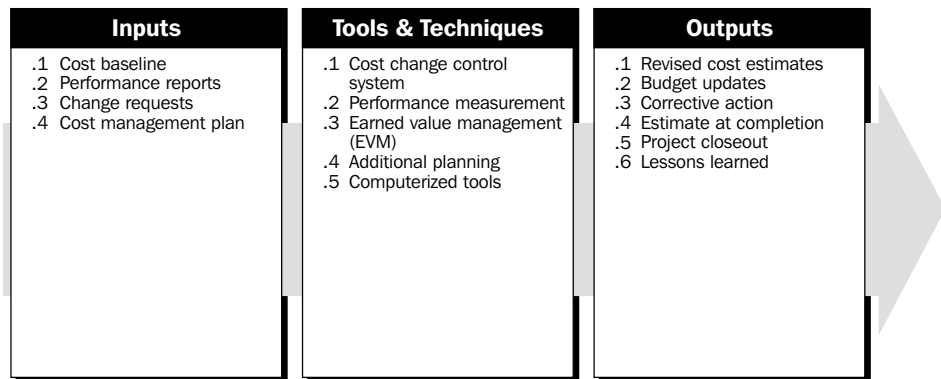 Inputs
.1 Cost baseline
.2 Performance reports
.3 Change requests
.4 Cost management plan
Tools & Techniques
.1 Cost change control
system
.2 Performance measurement
.3 Earned value management
(EVM)
.4 Additional planning
.5 Computerized tools
Outputs
.1 Revised cost estimates
.2 Budget updates
.3 Corrective action
.4 Estimate at completion
.5 Project closeout
.6 Lessons learned